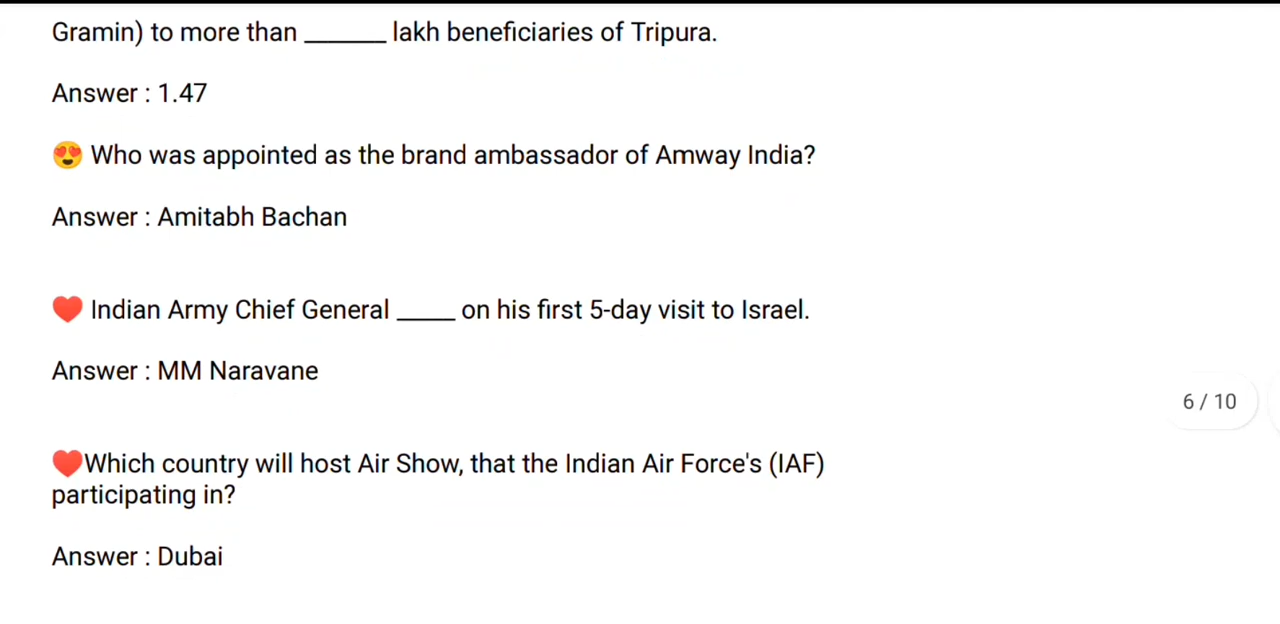 Gramin) to more than ______ lakh beneficiaries of Tripura.
Answer : 1.47
😍 Who was appointed as the brand ambassador of Amway India?
Answer : Amitabh Bachan
❤️ Indian Army Chief General ____ on his first 5-day visit to Israel.
Answer : MM Naravane
6 / 10
❤️Which country will host Air Show, that the Indian Air Force's (IAF)
participating in?
Answer : Dubai